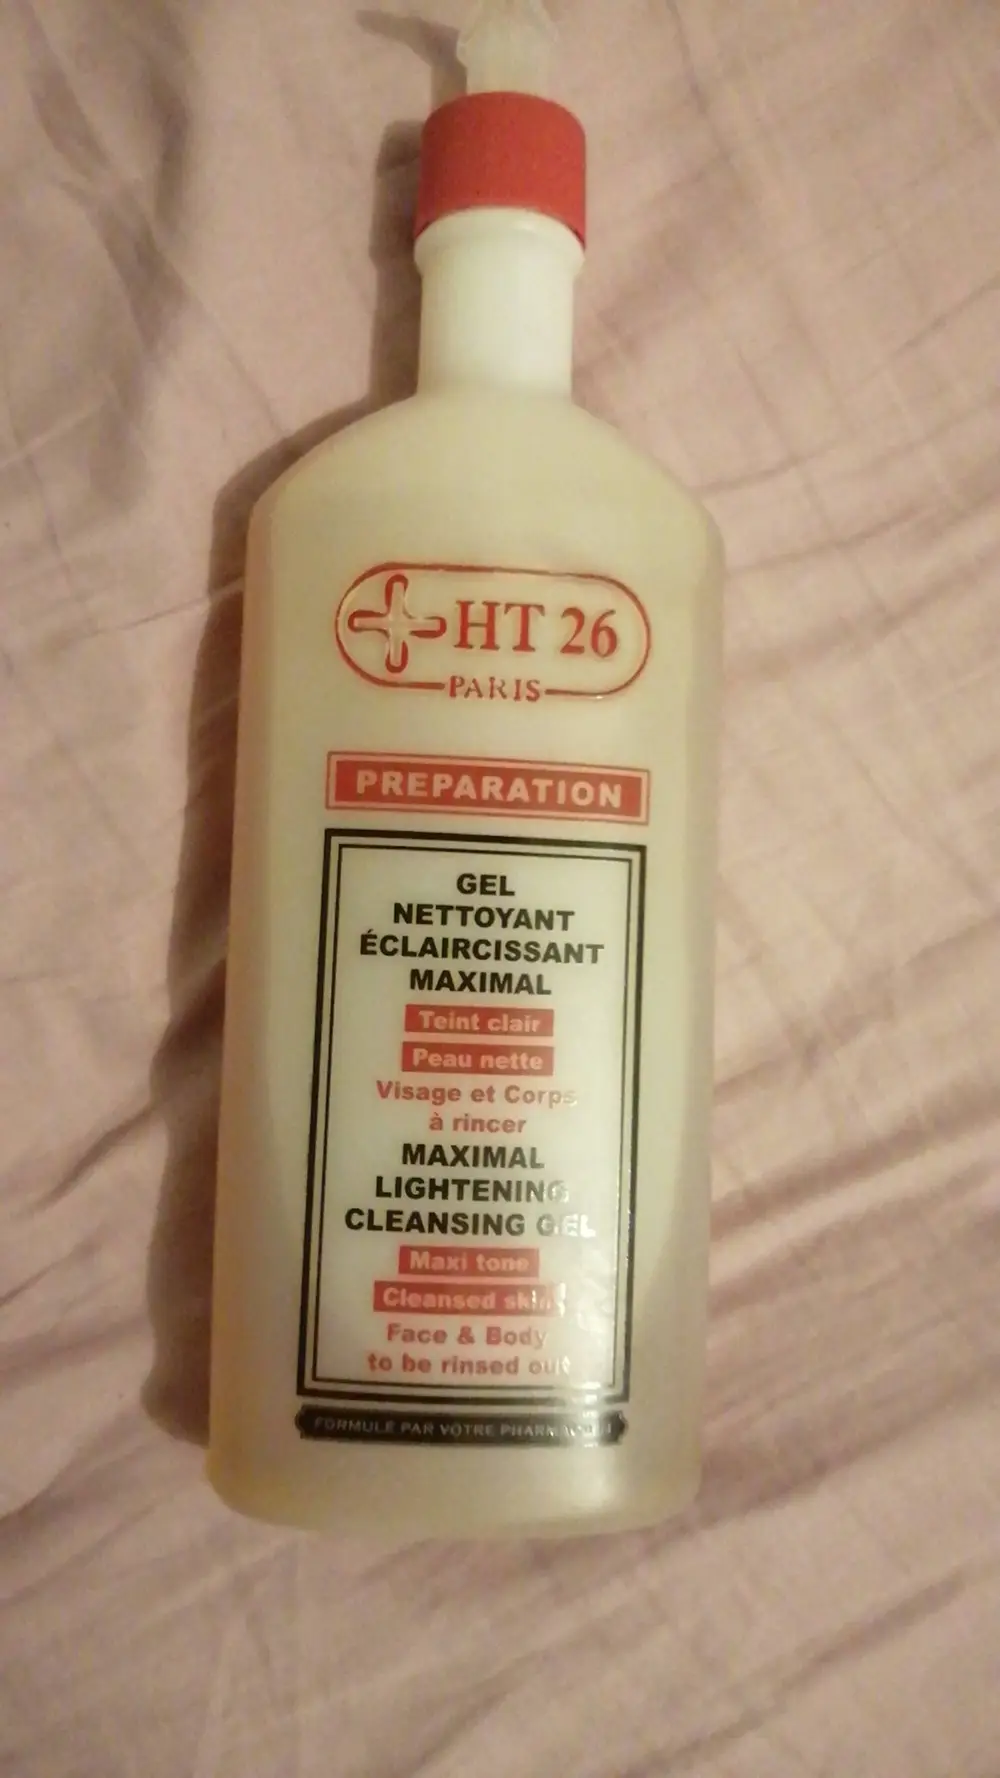 HT 26
PARIS
PREPARATION
GEL
NETTOYANT
ÉCLAIRCISSANT
MAXIMAL
Teint clair
Peau nette
Visage et Corps
à rincer
MAXIMAL
LIGHTENING
CLEANSING GEL
Maxi tone
Cleansed skin
Face & Body
to be rinsed out
FORMULÉ PAR VOTRE PHARMACIEN